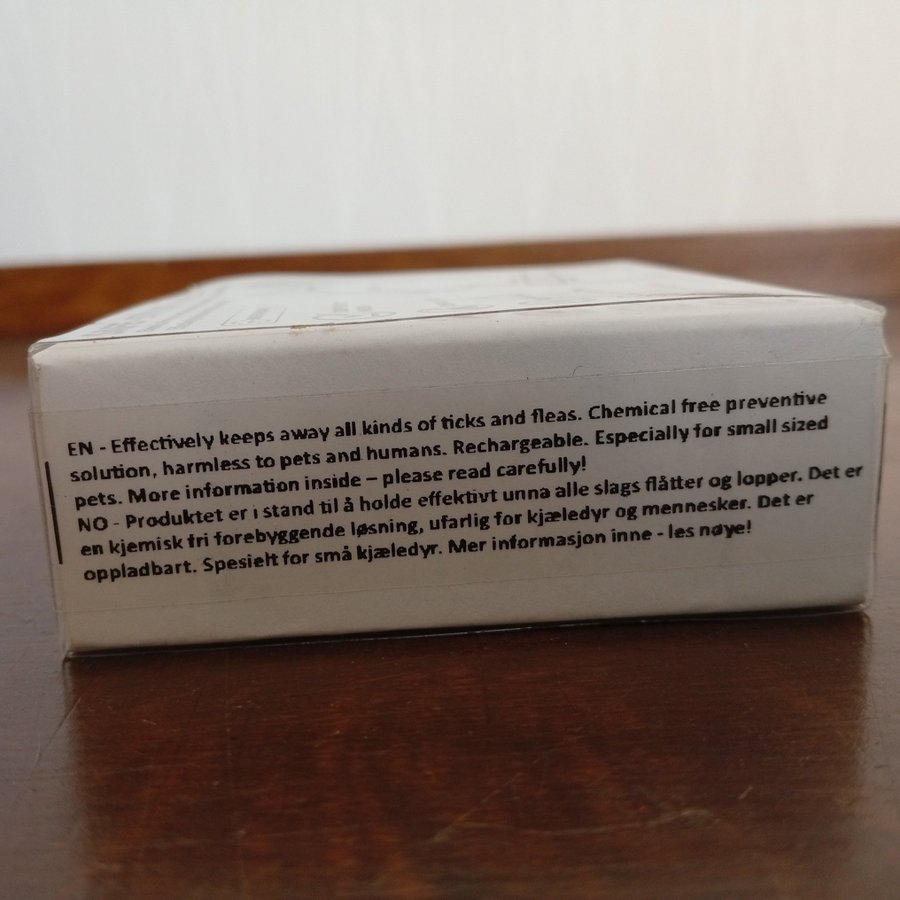 EN - Effectively keeps away all kinds of ticks and fleas. Chemical free preventive
solution, harmless to pets and humans. Rechargeable. Especially for small sized
pets. More information inside – please read carefully!
NO - Produktet er i stand til å holde effektivt unna alle slags flåtter og lopper. Det er
en kjemisk fri forebyggende løsning, ufarlig for kjæledyr og mennesker. Det er
oppladbart. Spesielt for små kjæledyr. Mer informasjon inne - les nøye!